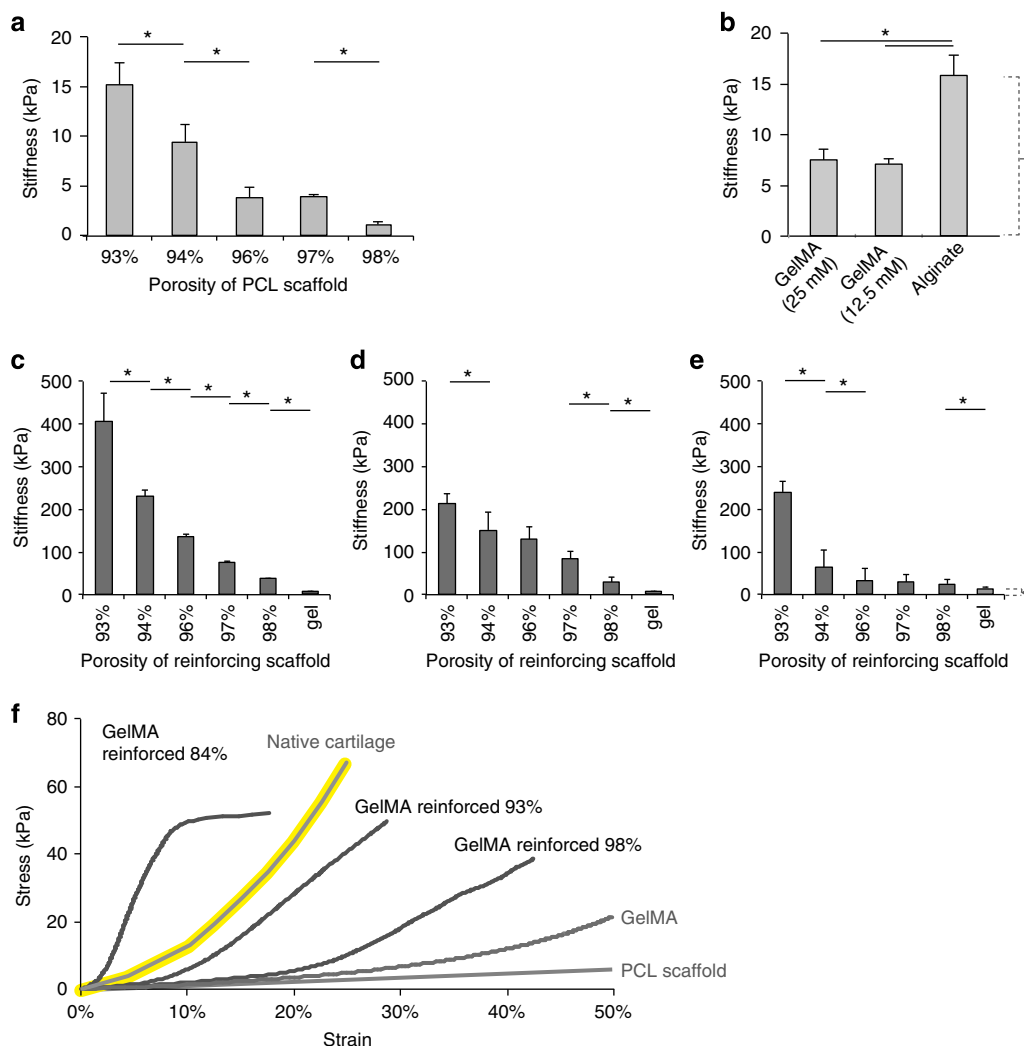 a
20
15
10
5
0
Stiffness (kPa)
*
*
*
93%
94%
96%
97%
98%
Porosity of PCL scaffold
b
20
15
10
5
0
Stiffness (kPa)
*
GelMA
(25 mM)
GelMA
(12.5 mM)
Alginate
c
500
400
300
200
100
0
Stiffness (kPa)
*
*
*
*
*
93%
94%
96%
97%
98%
gel
Porosity of reinforcing scaffold
d
500
400
300
200
100
0
Stiffness (kPa)
*
*
*
93%
94%
96%
97%
98%
gel
Porosity of reinforcing scaffold
e
500
400
300
200
100
0
Stiffness (kPa)
*
*
*
93%
94%
96%
97%
98%
gel
Porosity of reinforcing scaffold
f
80
60
40
20
0
Stress (kPa)
GelMA
reinforced 84%
Native cartilage
GelMA reinforced 93%
GelMA reinforced 98%
GelMA
PCL scaffold
0%
10%
20%
30%
40%
50%
Strain